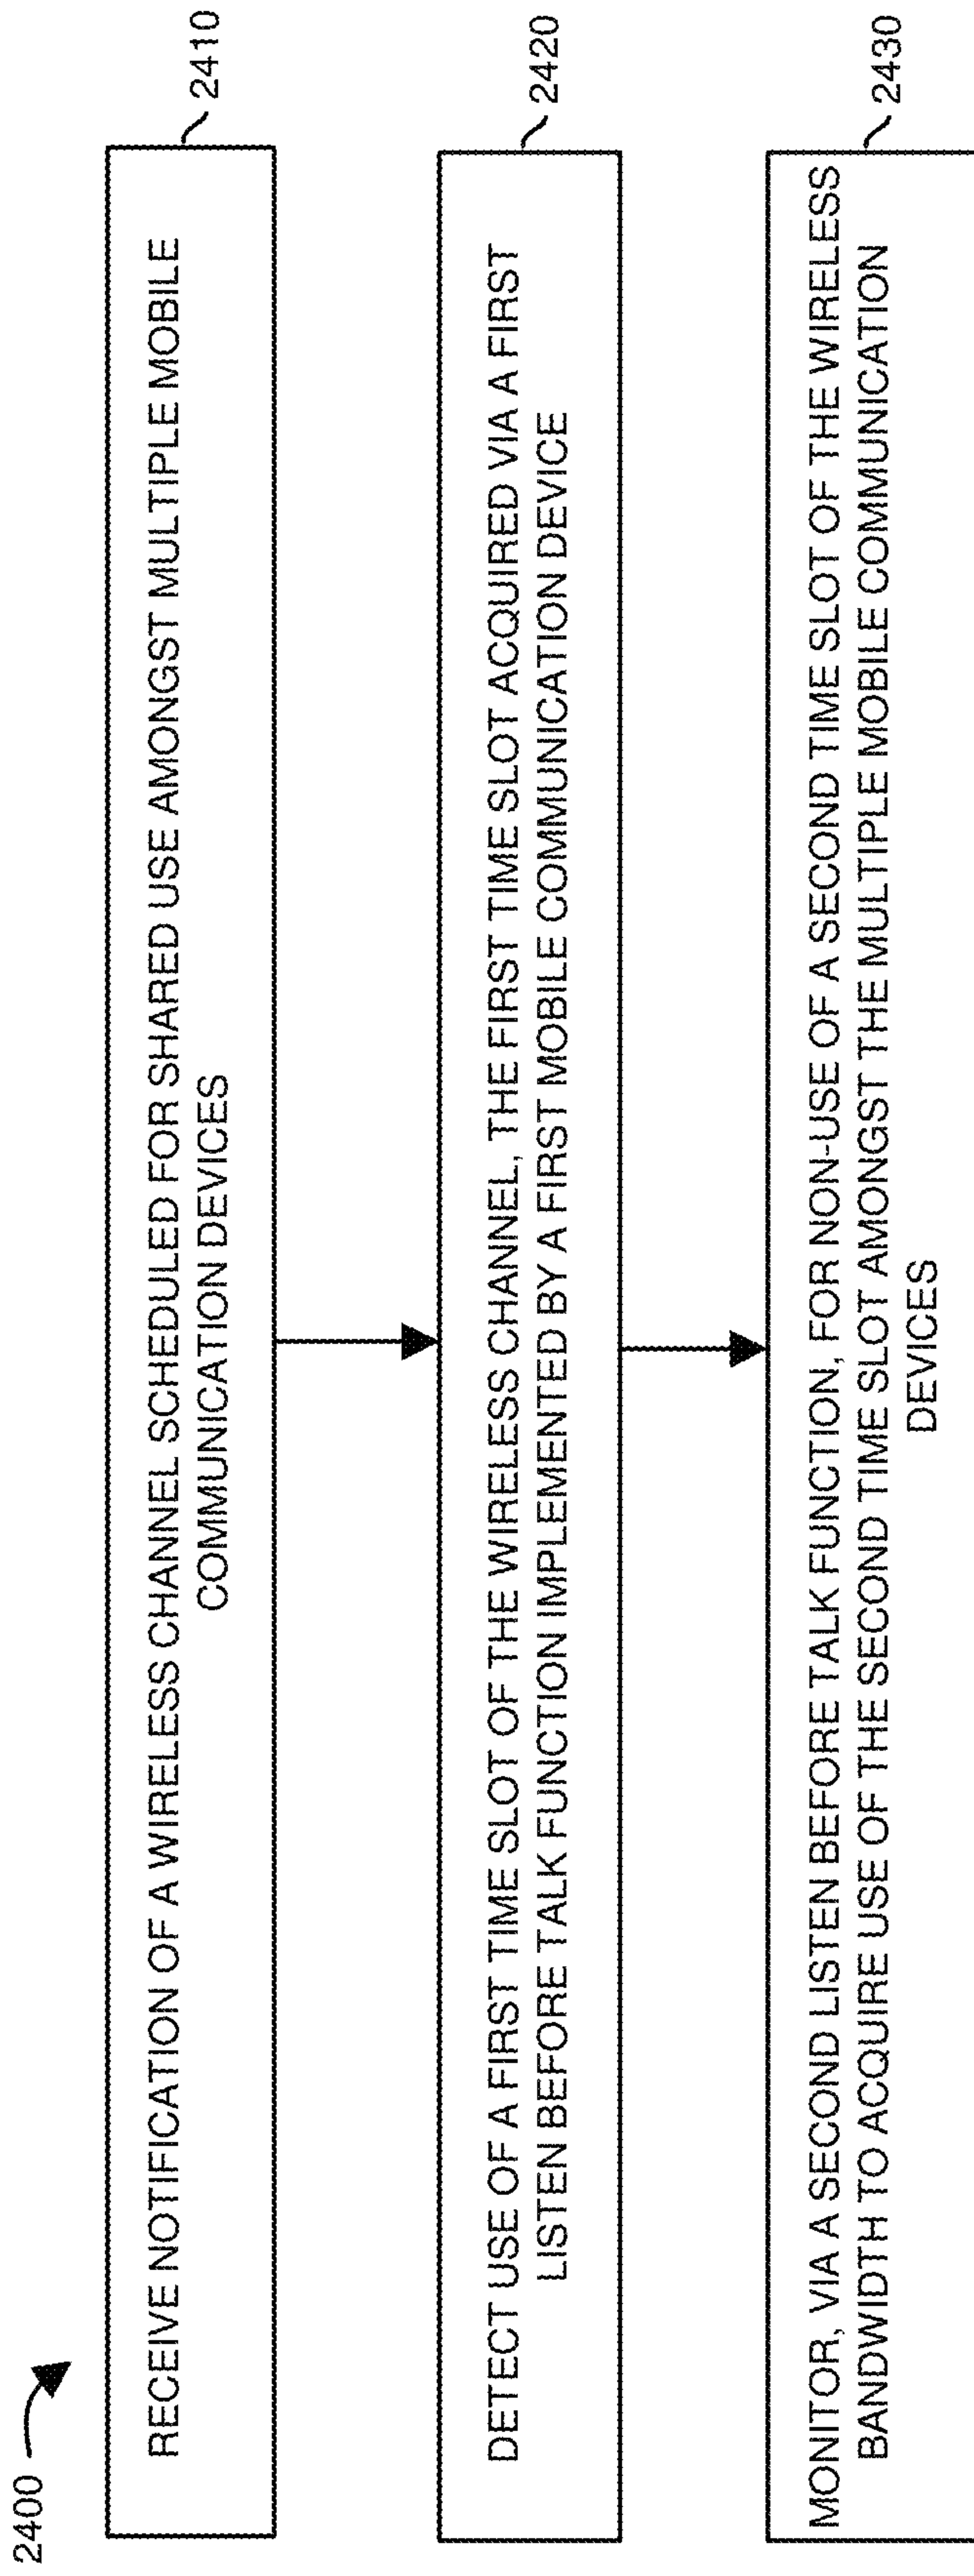 2400
RECEIVE NOTIFICATION OF A WIRELESS CHANNEL SCHEDULED FOR SHARED USE AMONGST MULTIPLE MOBILE
COMMUNICATION DEVICES
2410
DETECT USE OF A FIRST TIME SLOT OF THE WIRELESS CHANNEL, THE FIRST TIME SLOT ACQUIRED VIA A FIRST
LISTEN BEFORE TALK FUNCTION IMPLEMENTED BY A FIRST MOBILE COMMUNICATION DEVICE
2420
MONITOR, VIA A SECOND LISTEN BEFORE TALK FUNCTION, FOR NON-USE OF A SECOND TIME SLOT OF THE WIRELESS
BANDWIDTH TO ACQUIRE USE OF THE SECOND TIME SLOT AMONGST THE MULTIPLE MOBILE COMMUNICATION
DEVICES
2430